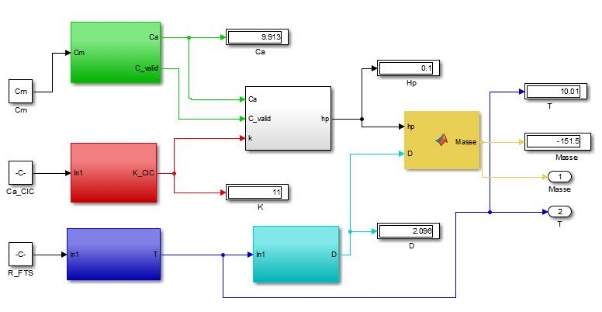 Ca
Cm
C_valid
9.913
Ca
Cm
Cm
0.1
Hp
Ca
C_valid
k
hp
10.01
T
hp
D
Masse
-151.5
Masse
-C-
Ca_CIC
In1
K_CIC
11
K
1
Masse
2
T
2.096
D
-C-
R_FTS
In1
T
In1
D